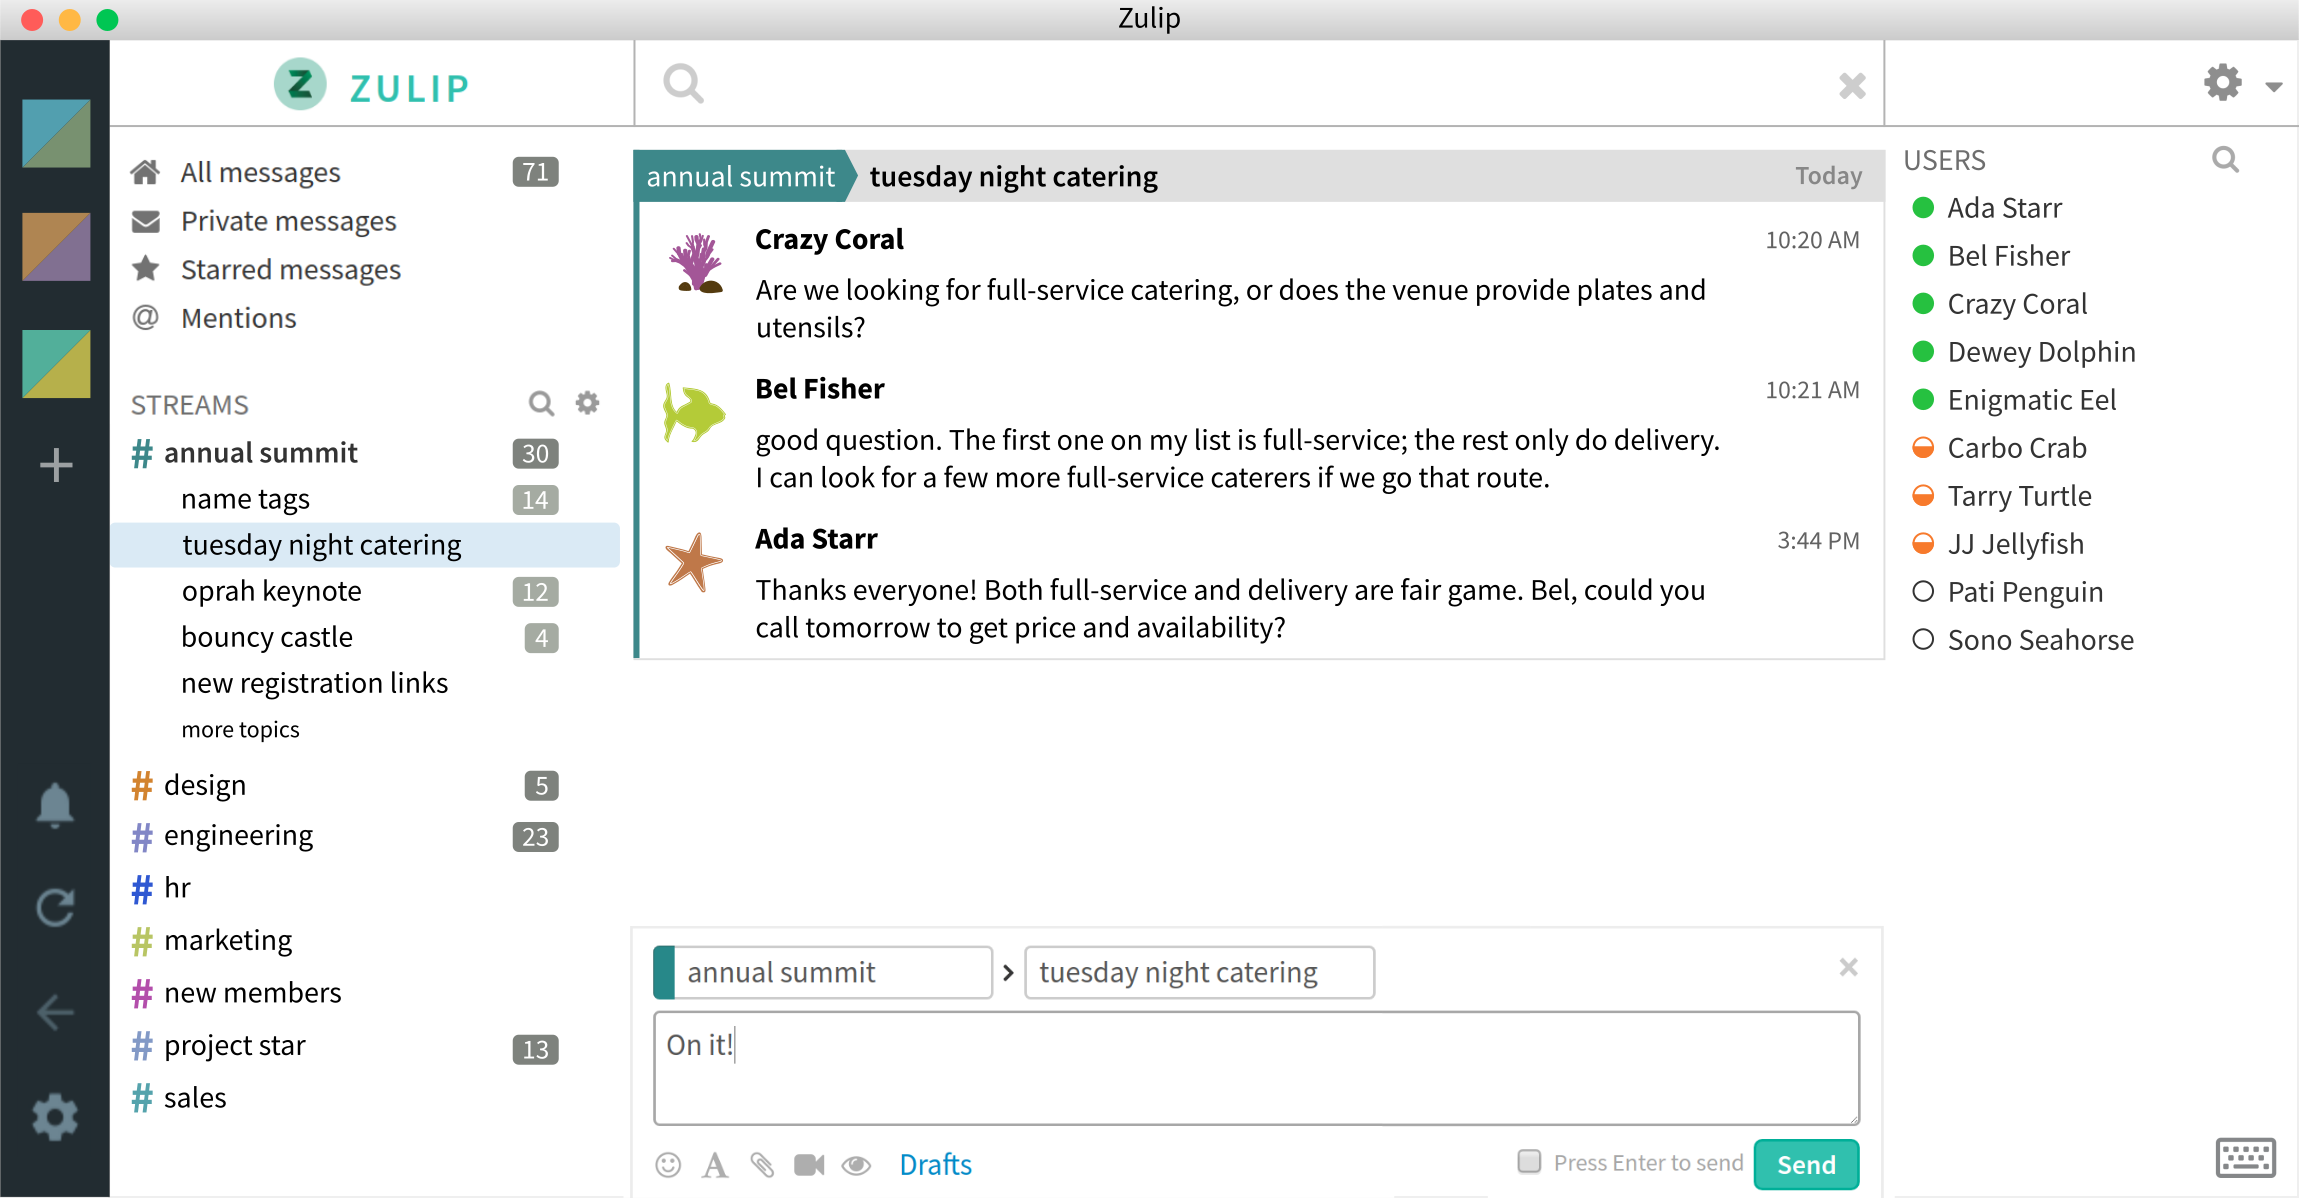 Zulip
Z ZULIP
All messages 71
Private messages
Starred messages
@ Mentions
STREAMS
# annual summit 30
name tags 14
tuesday night catering
oprah keynote 12
bouncy castle 4
new registration links
more topics
# design 5
# engineering 23
# hr
# marketing
# new members
# project star 13
# sales
annual summit tuesday night catering Today
Crazy Coral 10:20 AM
Are we looking for full-service catering, or does the venue provide plates and
utensils?
Bel Fisher 10:21 AM
good question. The first one on my list is full-service; the rest only do delivery.
I can look for a few more full-service caterers if we go that route.
Ada Starr 3:44 PM
Thanks everyone! Both full-service and delivery are fair game. Bel, could you
call tomorrow to get price and availability?
annual summit > tuesday night catering
On it!
A Drafts Press Enter to send Send
USERS
Ada Starr
Bel Fisher
Crazy Coral
Dewey Dolphin
Enigmatic Eel
Carbo Crab
Tarry Turtle
JJ Jellyfish
Pati Penguin
Sono Seahorse